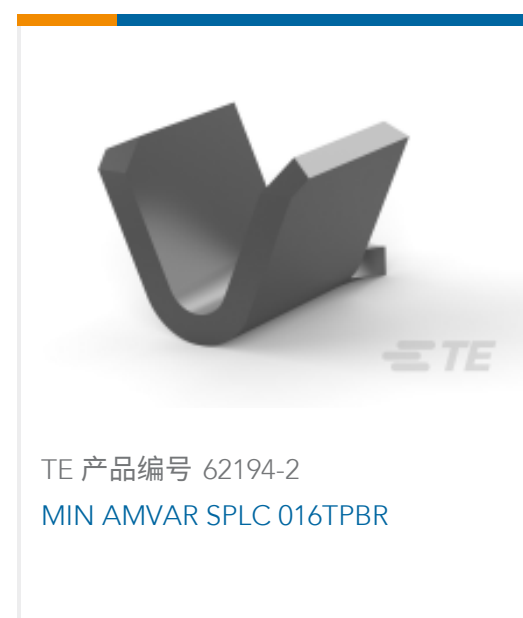 TE
TE 产品编号 62194-2
MIN AMVAR SPLC 016TPBR